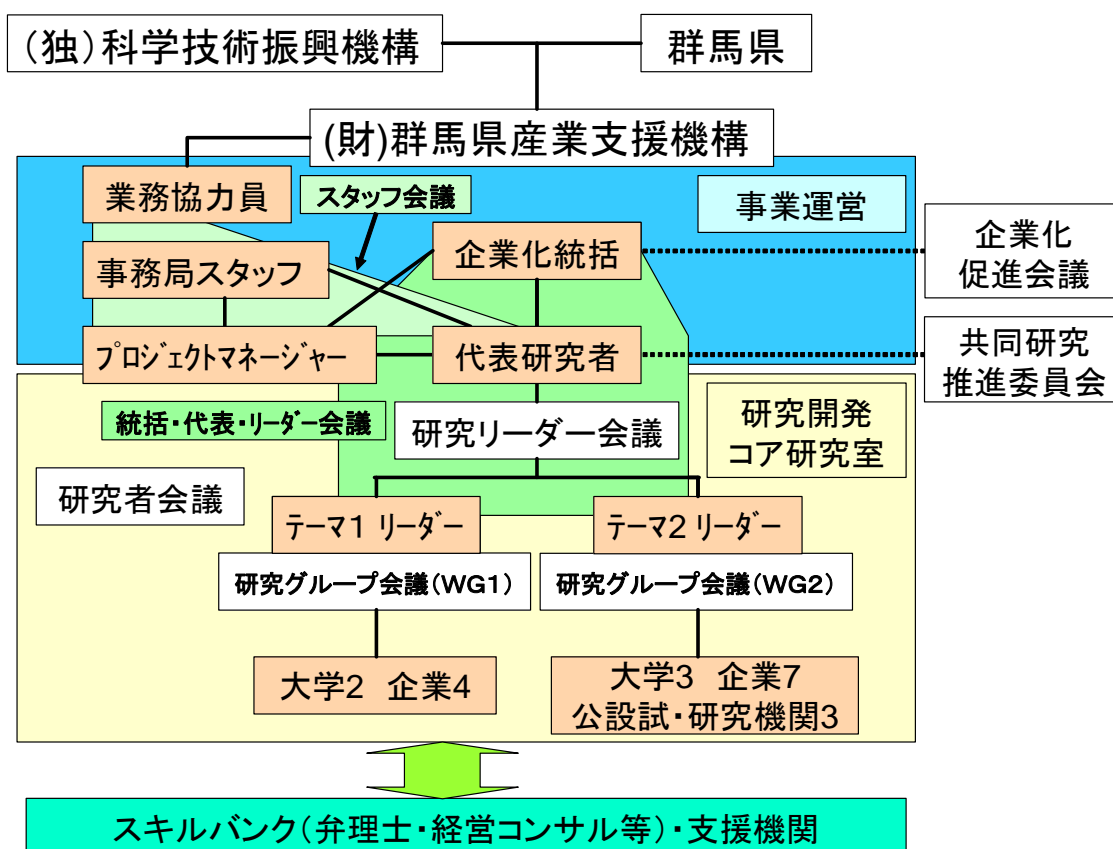 (独)科学技術振興機構
群馬県
(財)群馬県産業支援機構
業務協力員
スタッフ会議
事業運営
事務局スタッフ
企業化統括
企業化
促進会議
プロジェクトマネージャー
代表研究者
共同研究
推進委員会
統括・代表・リーダー会議
研究リーダー会議
研究開発
コア研究室
研究者会議
テーマ1 リーダー
テーマ2 リーダー
研究グループ会議(WG1)
研究グループ会議(WG2)
大学2 企業4
大学3 企業7
公設試・研究機関3
スキルバンク(弁理士・経営コンサル等)・支援機関